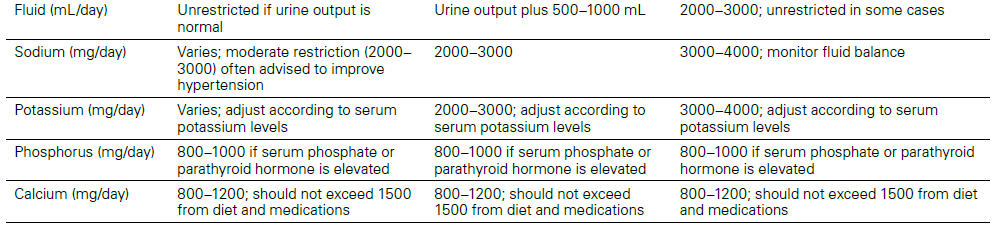 Fluid (mL/day) Unrestricted if urine output is Urine output plus 500–1000 mL 2000–3000; unrestricted in some cases
normal
Sodium (mg/day) Varies; moderate restriction (2000– 2000–3000 3000–4000; monitor fluid balance
3000) often advised to improve
hypertension
Potassium (mg/day) Varies; adjust according to serum 2000–3000; adjust according to 3000–4000; adjust according to serum
potassium levels serum potassium levels potassium levels
Phosphorus (mg/day) 800–1000 if serum phosphate or 800–1000 if serum phosphate or 800–1000 if serum phosphate or parathyroid
parathyroid hormone is elevated parathyroid hormone is elevated hormone is elevated
Calcium (mg/day) 800–1200; should not exceed 1500 800–1200; should not exceed 800–1200; should not exceed 1500 from diet
from diet and medications 1500 from diet and medications and medications